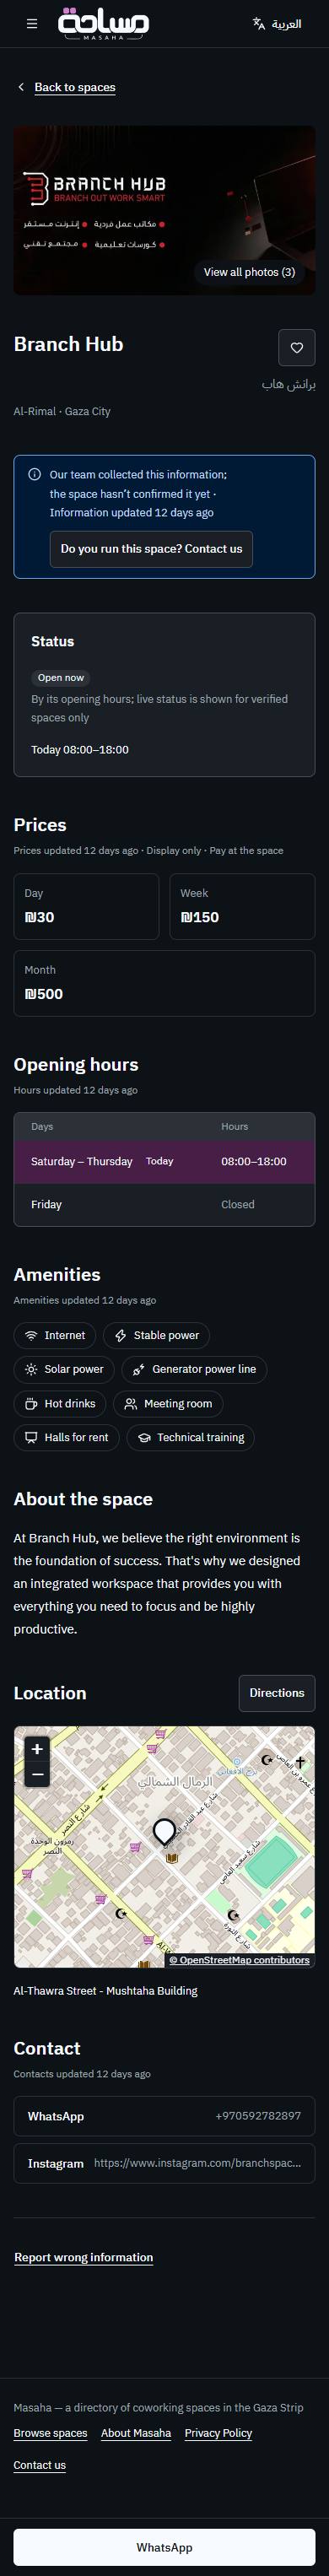 مساحة
MASAHA
العربية
Back to spaces
BRANCH HUB
BRANCH OUT WORK SMART
مكاتب عمل فردية
إنترنت مستقر
كورسات تعليمية
مجتمع تقني
View all photos (3)
Branch Hub
برانش هاب
Al-Rimal · Gaza City
Our team collected this information;
the space hasn't confirmed it yet ·
Information updated 12 days ago
Do you run this space? Contact us
Status
Open now
By its opening hours; live status is shown for verified
spaces only
Today 08:00–18:00
Prices
Prices updated 12 days ago · Display only · Pay at the space
Day
₪30
Week
₪150
Month
₪500
Opening hours
Hours updated 12 days ago
Days Hours
Saturday – Thursday Today 08:00–18:00
Friday Closed
Amenities
Amenities updated 12 days ago
Internet
Stable power
Solar power
Generator power line
Hot drinks
Meeting room
Halls for rent
Technical training
About the space
At Branch Hub, we believe the right environment is
the foundation of success. That's why we designed
an integrated workspace that provides you with
everything you need to focus and be highly
productive.
Location
Directions
+
−
الرمال الشمالي
شارع النصر
رمزون الوحدة
النصر
شارع سعيد العاص
شارع الثورة
© OpenStreetMap contributors
Al-Thawra Street - Mushtaha Building
Contact
Contacts updated 12 days ago
WhatsApp +970592782897
Instagram https://www.instagram.com/branchspac...
Report wrong information
Masaha — a directory of coworking spaces in the Gaza Strip
Browse spaces About Masaha Privacy Policy
Contact us
WhatsApp